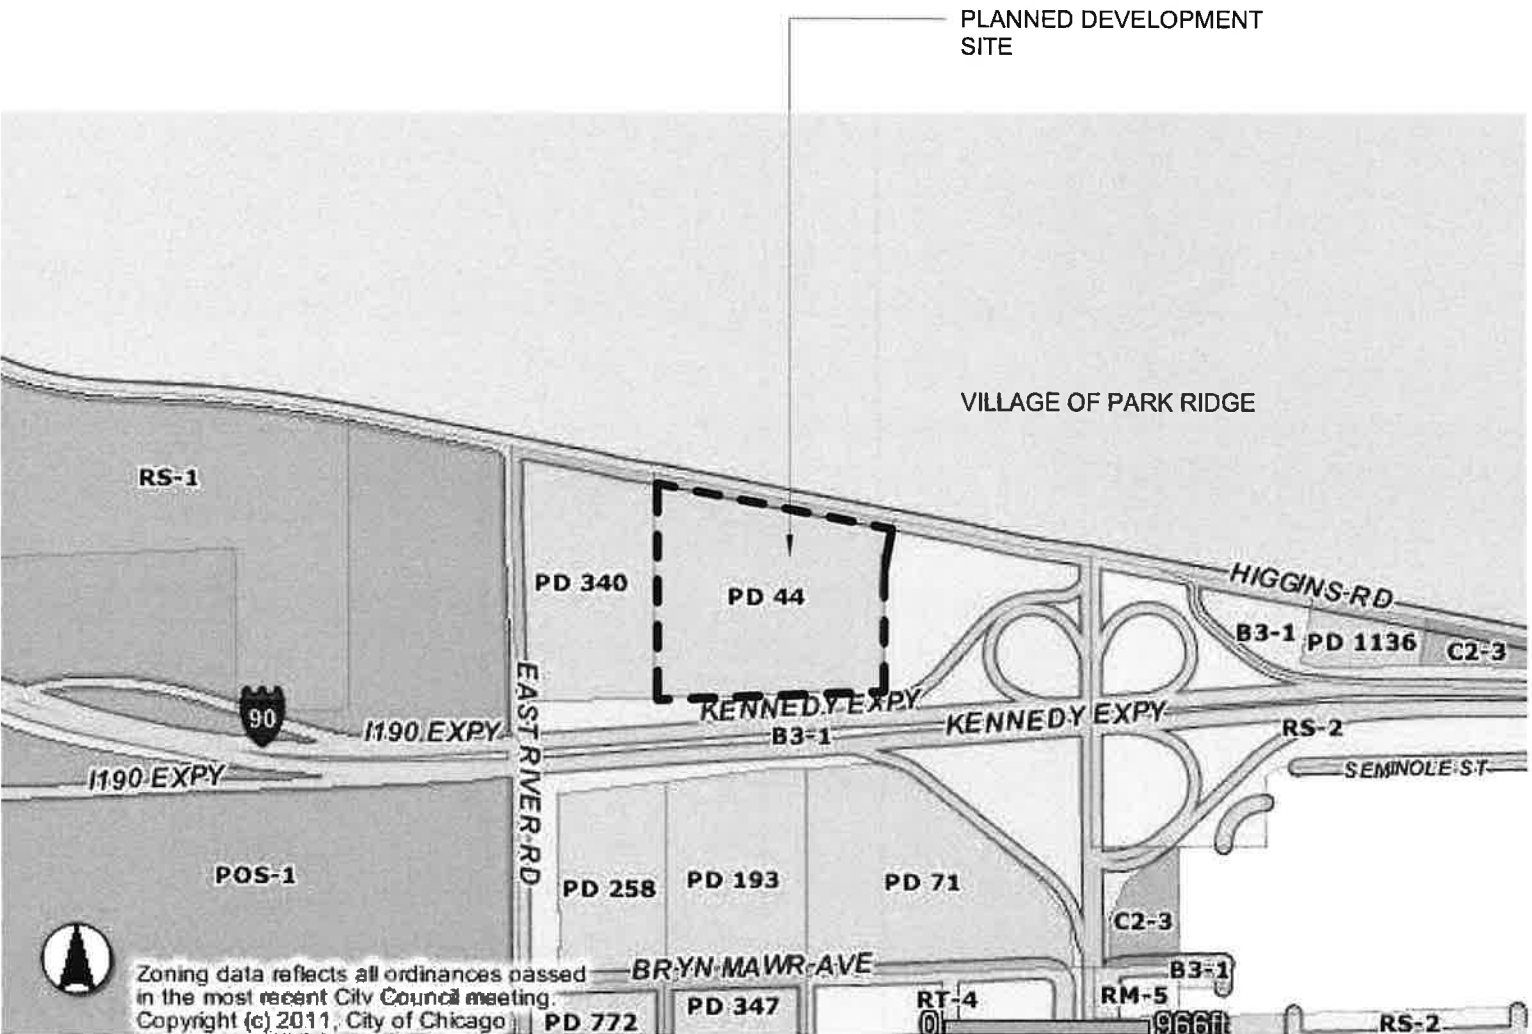 PLANNED DEVELOPMENT
SITE
VILLAGE OF PARK RIDGE
RS-1
PD 340
PD 44
HIGGINS RD
B3-1
PD 1136
C2-3
EAST RIVER RD
90
I190 EXPY
KENNEDY EXPY
KENNEDY EXPY
B3-1
RS-2
I190 EXPY
SEMINOLE ST
POS-1
PD 258
PD 193
PD 71
C2-3
BRYN MAWR AVE
B3-1
Zoning data reflects all ordinances passed
in the most recent City Council meeting.
Copyright (c) 2011, City of Chicago
PD 772
PD 347
RT-4
RM-5
0
966ft
RS-2